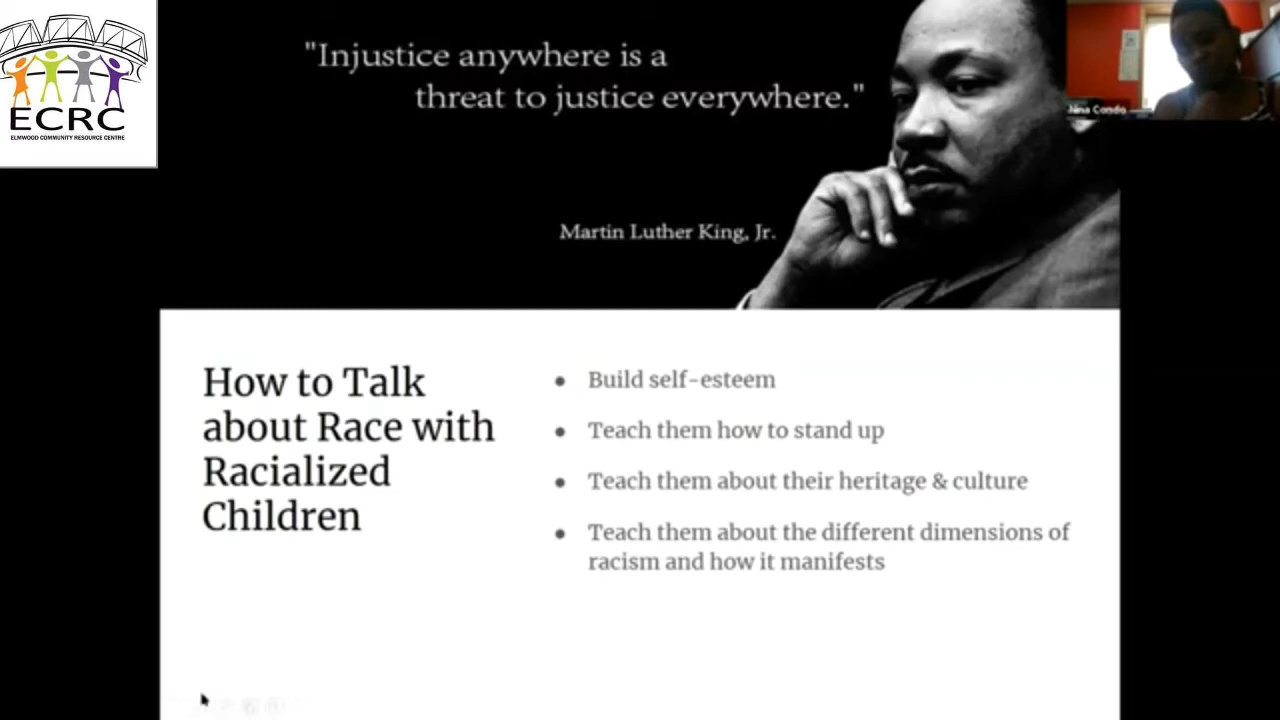 "Injustice anywhere is a
threat to justice everywhere."
Martin Luther King, Jr.
ECRC
ELMWOOD COMMUNITY RESOURCE CENTRE
Nina Condo
How to Talk
about Race with
Racialized
Children
● Build self-esteem
● Teach them how to stand up
● Teach them about their heritage & culture
● Teach them about the different dimensions of
racism and how it manifests